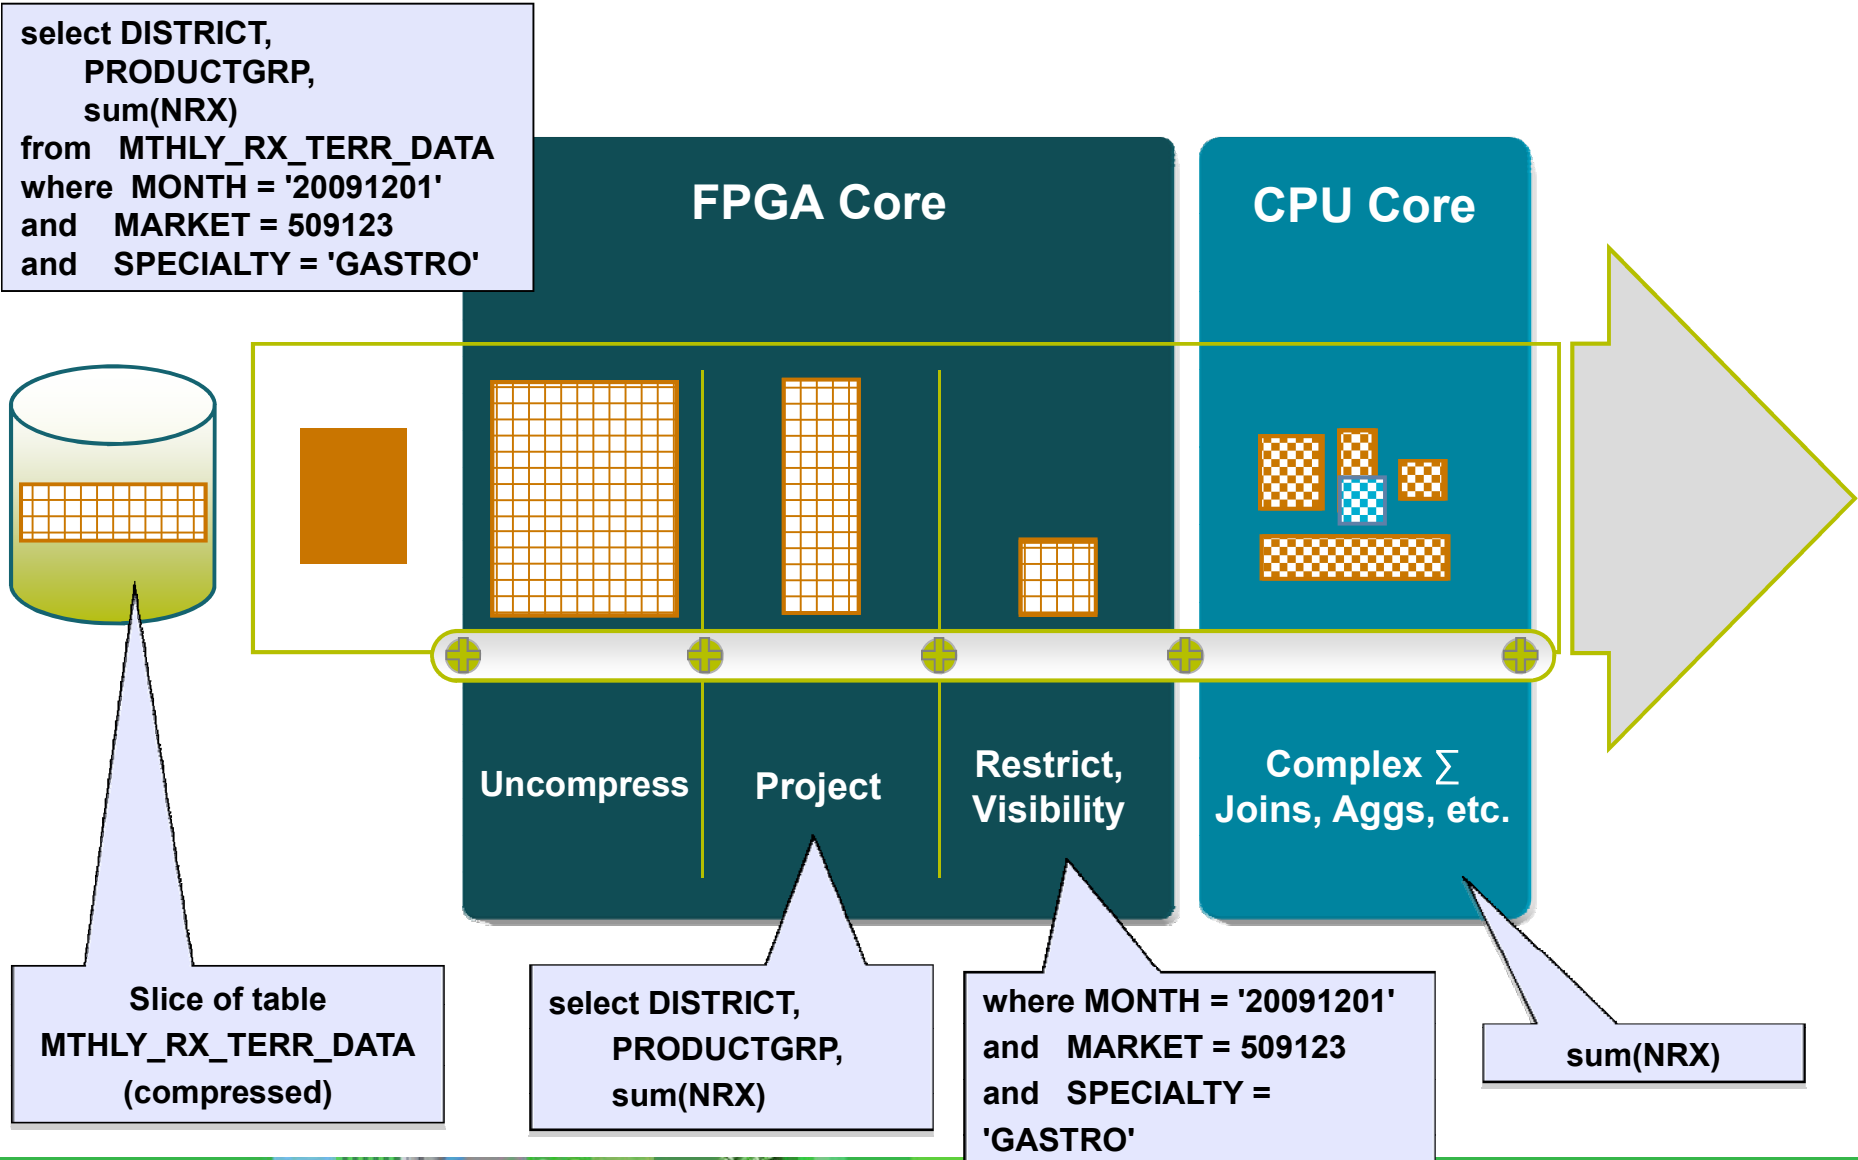 select DISTRICT,
PRODUCTGRP,
sum(NRX)
from MTHLY_RX_TERR_DATA
where MONTH = '20091201'
and MARKET = 509123
and SPECIALTY = 'GASTRO'
FPGA Core
CPU Core
Uncompress
Project
Restrict,
Visibility
Complex ∑
Joins, Aggs, etc.
Slice of table
MTHLY_RX_TERR_DATA
(compressed)
select DISTRICT,
PRODUCTGRP,
sum(NRX)
where MONTH = '20091201'
and MARKET = 509123
and SPECIALTY =
'GASTRO'
sum(NRX)